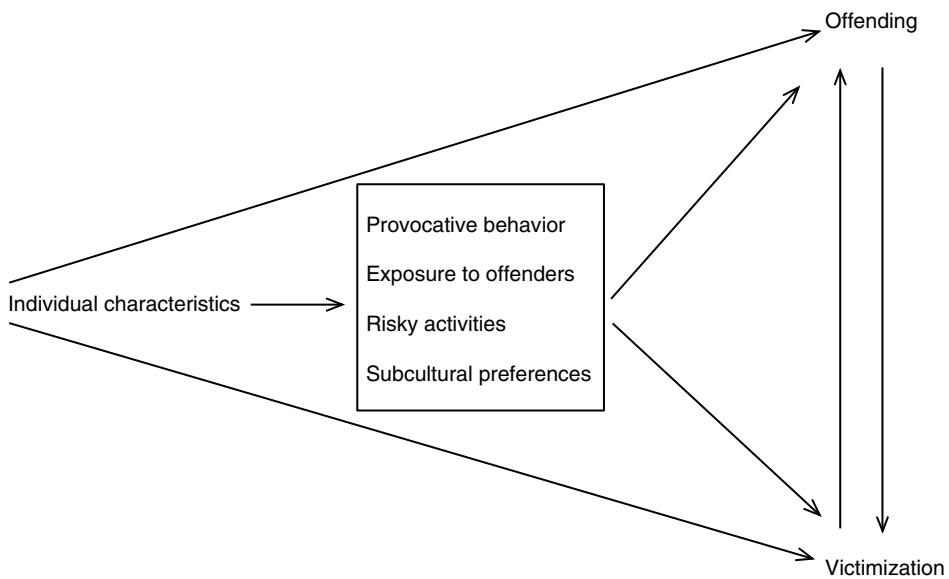 Offending
Provocative behavior
Exposure to offenders
Individual characteristics
Risky activities
Subcultural preferences
Victimization